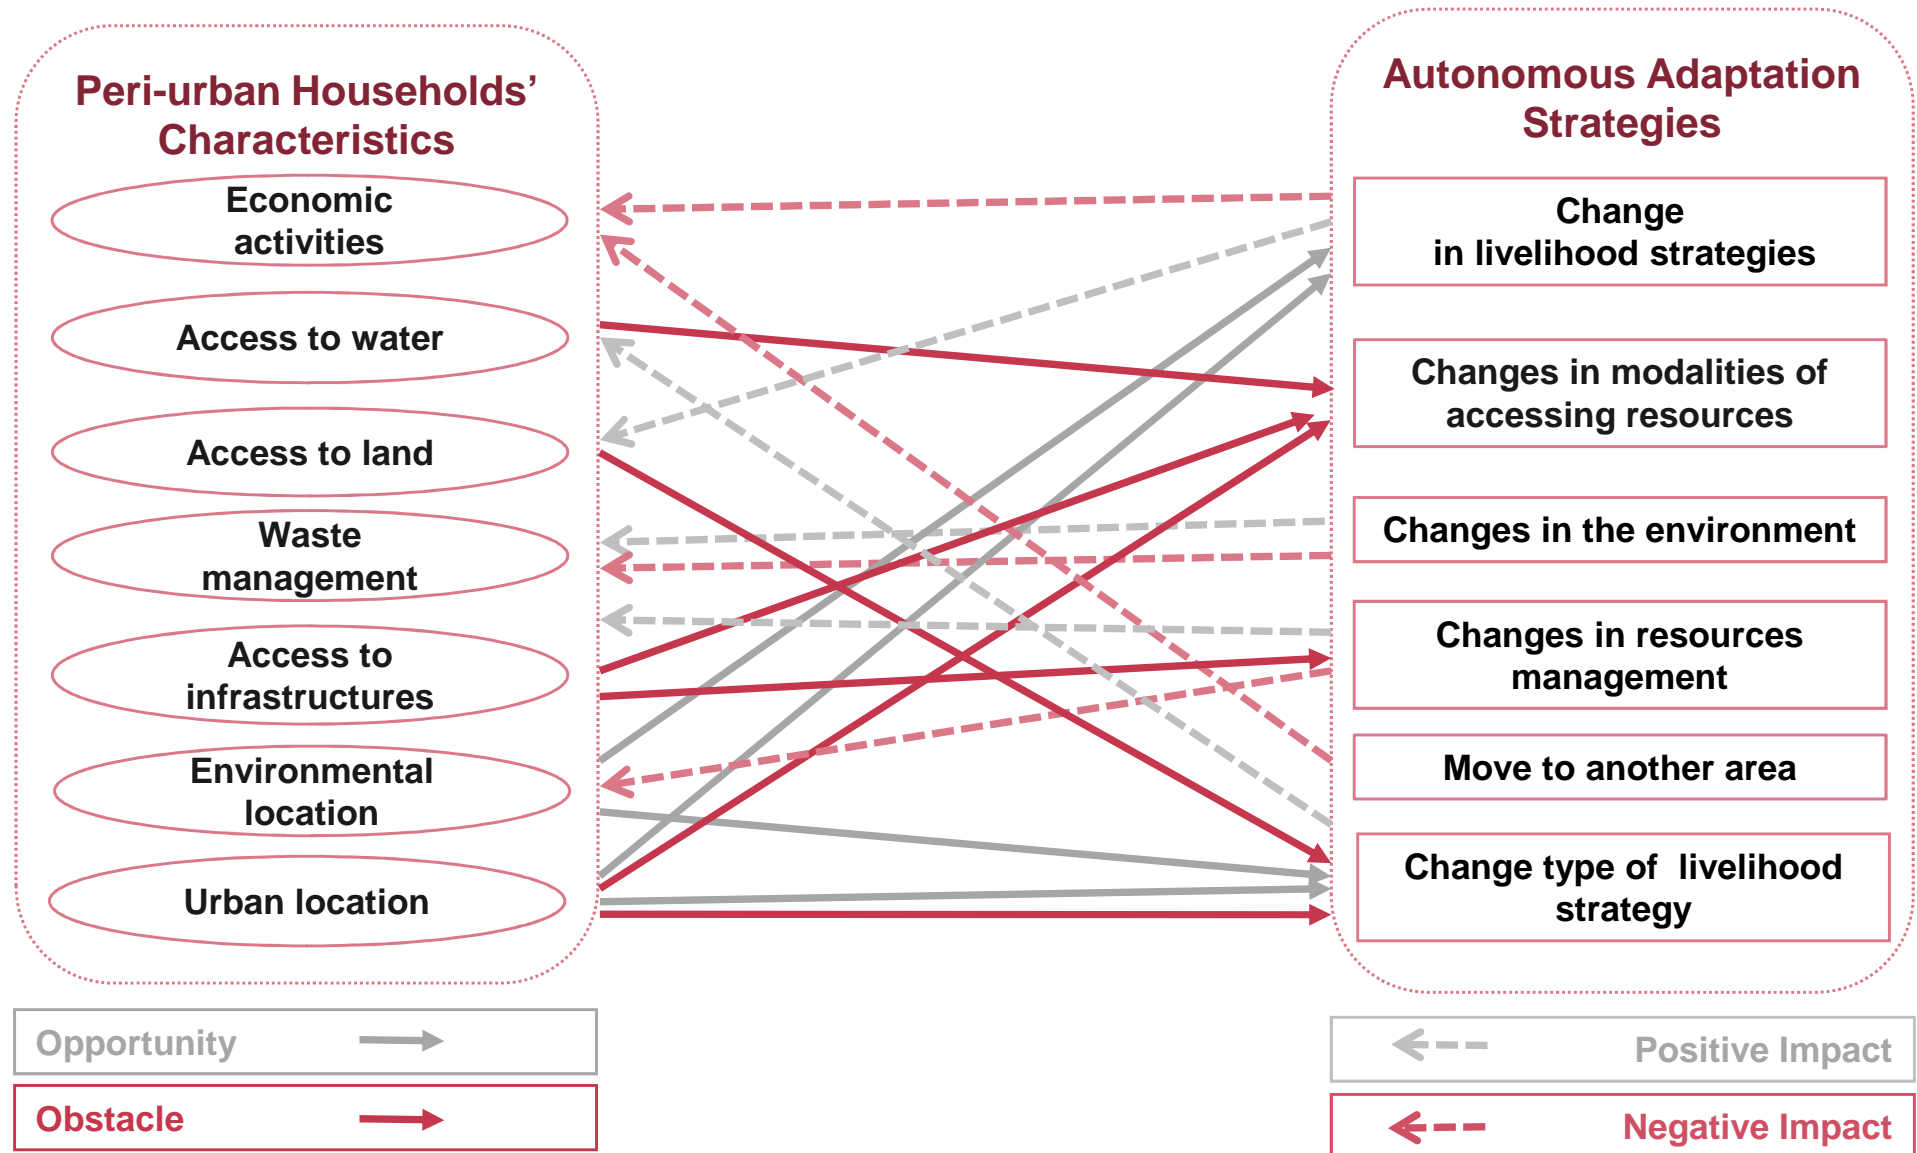 Peri-urban Households’
Characteristics
Economic
activities
Access to water
Access to land
Waste
management
Access to
infrastructures
Environmental
location
Urban location
Autonomous Adaptation
Strategies
Change
in livelihood strategies
Changes in modalities of
accessing resources
Changes in the environment
Changes in resources
management
Move to another area
Change type of livelihood
strategy
Opportunity
Obstacle
Positive Impact
Negative Impact